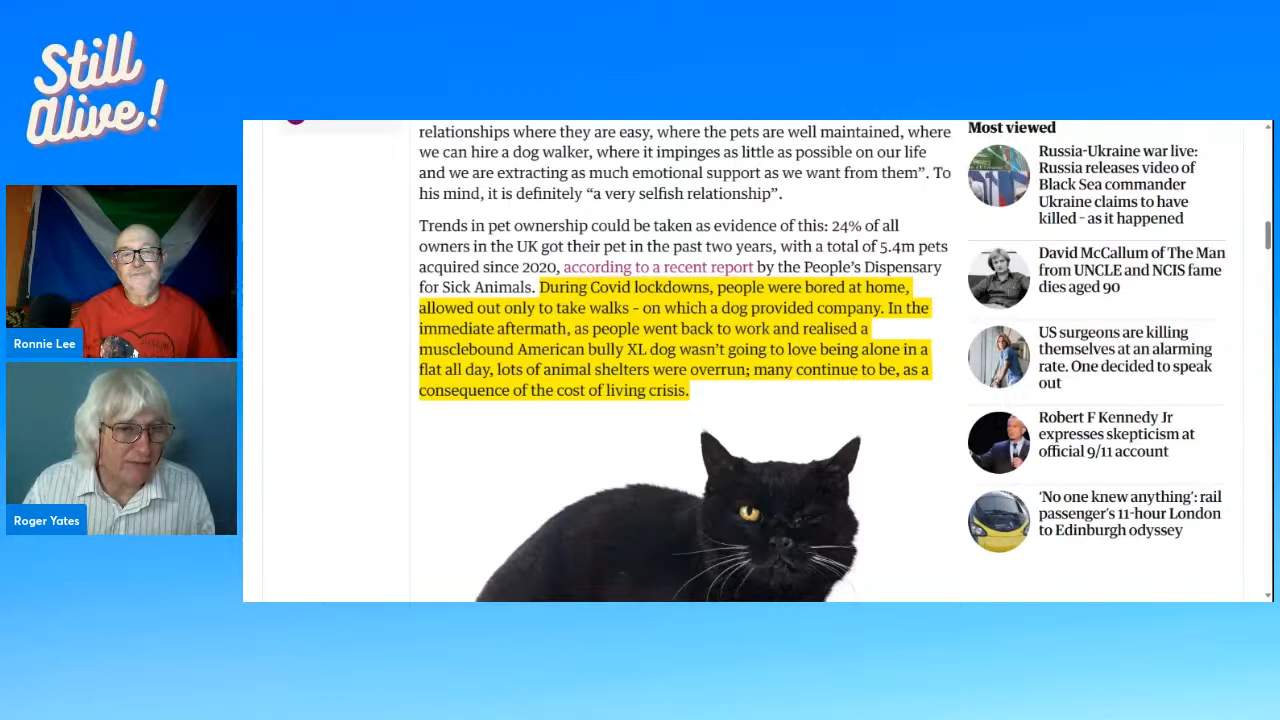 Still
Alive!
Ronnie Lee
Roger Yates
relationships where they are easy, where the pets are well maintained, where
we can hire a dog walker, where it impinges as little as possible on our life
and we are extracting as much emotional support as we want from them”. To
his mind, it is definitely “a very selfish relationship”.
Trends in pet ownership could be taken as evidence of this: 24% of all
owners in the UK got their pet in the past two years, with a total of 5.4m pets
acquired since 2020, according to a recent report by the People’s Dispensary
for Sick Animals. During Covid lockdowns, people were bored at home,
allowed out only to take walks – on which a dog provided company. In the
immediate aftermath, as people went back to work and realised a
musclebound American bully XL dog wasn’t going to love being alone in a
flat all day, lots of animal shelters were overrun; many continue to be, as a
consequence of the cost of living crisis.
Most viewed
Russia-Ukraine war live:
Russia releases video of
Black Sea commander
Ukraine claims to have
killed – as it happened
David McCallum of The Man
from UNCLE and NCIS fame
dies aged 90
US surgeons are killing
themselves at an alarming
rate. One decided to speak
out
Robert F Kennedy Jr
expresses skepticism at
official 9/11 account
‘No one knew anything’: rail
passenger’s 11-hour London
to Edinburgh odyssey